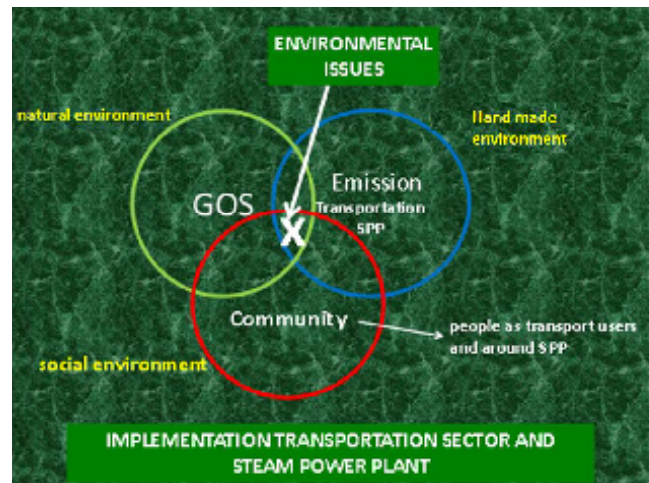 ENVIRONMENTAL
ISSUES
natural environment
Hand made
environment
GOS
Emission
Transportation
SPP
X
Community
people as transport users
and around SPP
social environment
IMPLEMENTATION TRANSPORTATION SECTOR AND
STEAM POWER PLANT